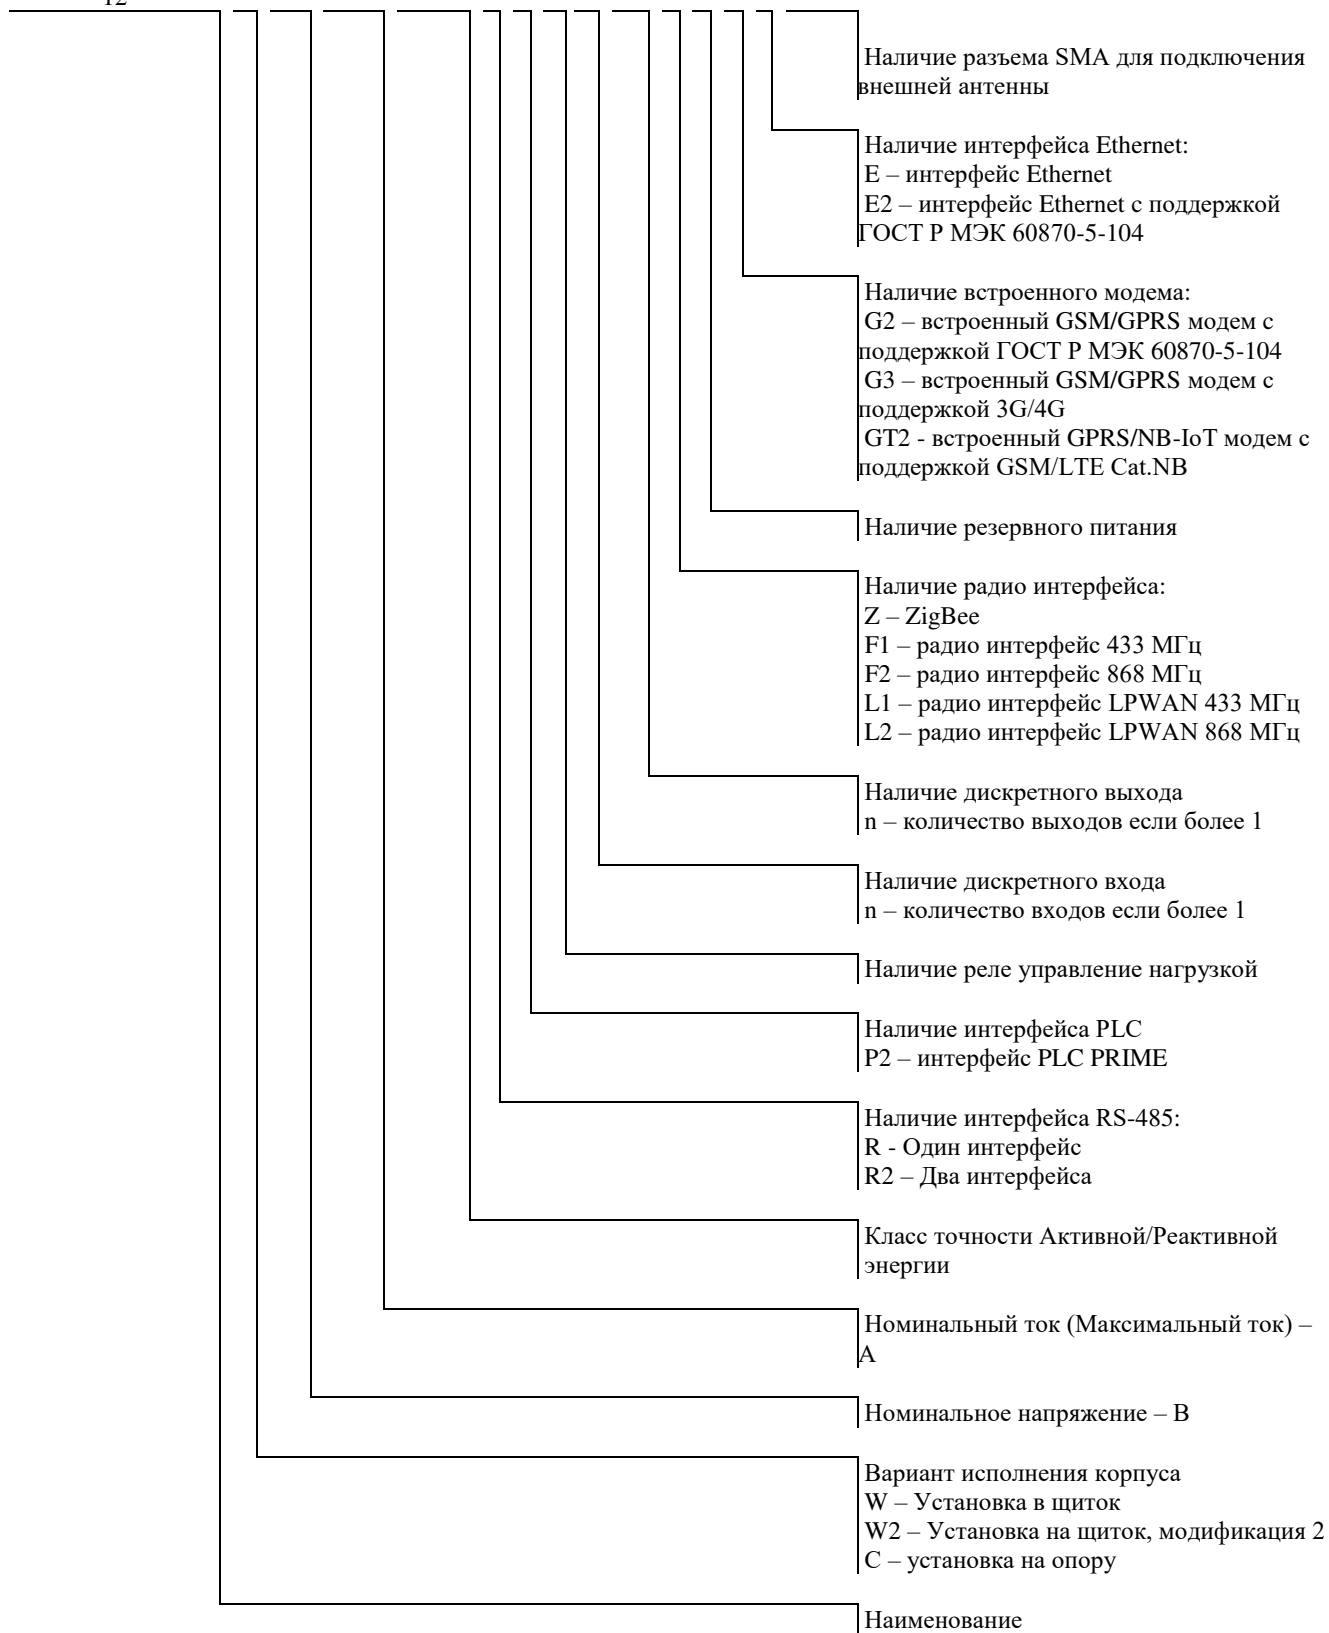 12
Наличие разъема SMA для подключения
внешней антенны
Наличие интерфейса Ethernet:
E – интерфейс Ethernet
E2 – интерфейс Ethernet с поддержкой
ГОСТ Р МЭК 60870-5-104
Наличие встроенного модема:
G2 – встроенный GSM/GPRS модем с
поддержкой ГОСТ Р МЭК 60870-5-104
G3 – встроенный GSM/GPRS модем с
поддержкой 3G/4G
GT2 - встроенный GPRS/NB-IoT модем с
поддержкой GSM/LTE Cat.NB
Наличие резервного питания
Наличие радио интерфейса:
Z – ZigBee
F1 – радио интерфейс 433 МГц
F2 – радио интерфейс 868 МГц
L1 – радио интерфейс LPWAN 433 МГц
L2 – радио интерфейс LPWAN 868 МГц
Наличие дискретного выхода
n – количество выходов если более 1
Наличие дискретного входа
n – количество входов если более 1
Наличие реле управление нагрузкой
Наличие интерфейса PLC
P2 – интерфейс PLC PRIME
Наличие интерфейса RS-485:
R - Один интерфейс
R2 – Два интерфейса
Класс точности Активной/Реактивной
энергии
Номинальный ток (Максимальный ток) –
А
Номинальное напряжение – В
Вариант исполнения корпуса
W – Установка в щиток
W2 – Установка на щиток, модификация 2
C – установка на опору
Наименование